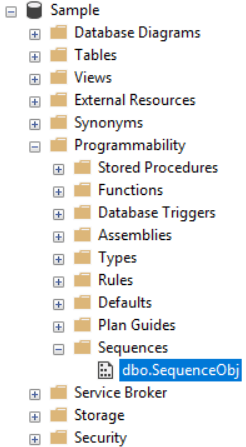 Sample
Database Diagrams
Tables
Views
External Resources
Synonyms
Programmability
Stored Procedures
Functions
Database Triggers
Assemblies
Types
Rules
Defaults
Plan Guides
Sequences
dbo.SequenceObj
Service Broker
Storage
Security